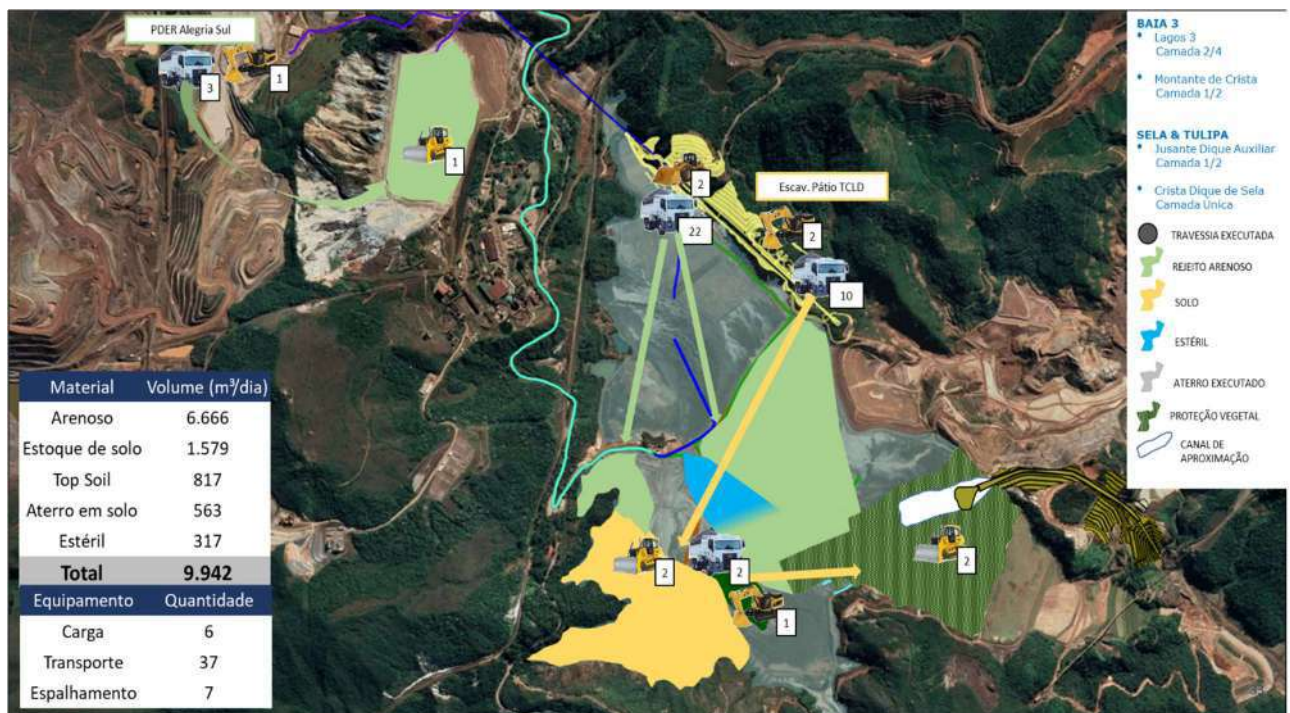 PDER Alegria Sul
3
1
1
2
22
Escav. Pátio TCLD
2
10
2
2
1
2
BAIA 3
• Lagos 3
Camada 2/4
• Montante de Crista
Camada 1/2
SELA & TULIPA
• Jusante Dique Auxiliar
Camada 1/2
• Crista Dique de Sela
Camada Única
TRAVESSIA EXECUTADA
REJEITO ARENOSO
SOLO
ESTÉRIL
ATERRO EXECUTADO
PROTEÇÃO VEGETAL
CANAL DE
APROXIMAÇÃO
Material Volume (m³/dia)
Arenoso 6.666
Estoque de solo 1.579
Top Soil 817
Aterro em solo 563
Estéril 317
Total 9.942
Equipamento Quantidade
Carga 6
Transporte 37
Espalhamento 7